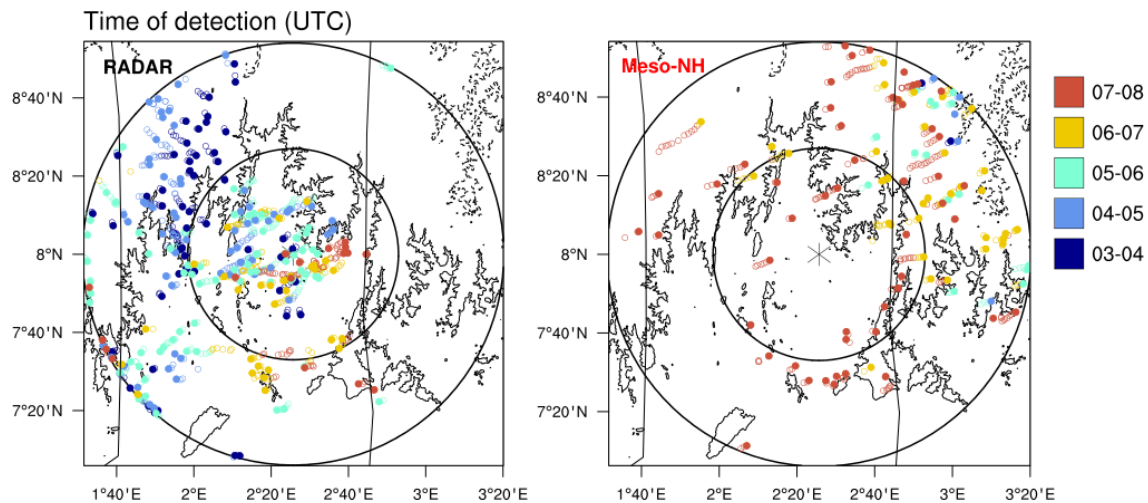 Time of detection (UTC)
RADAR
8°40'N
8°20'N
8°N
7°40'N
7°20'N
1°40'E 2°E 2°20'E 2°40'E 3°E 3°20'E
Meso-NH
8°40'N
8°20'N
8°N
7°40'N
7°20'N
1°40'E 2°E 2°20'E 2°40'E 3°E 3°20'E
07-08
06-07
05-06
04-05
03-04